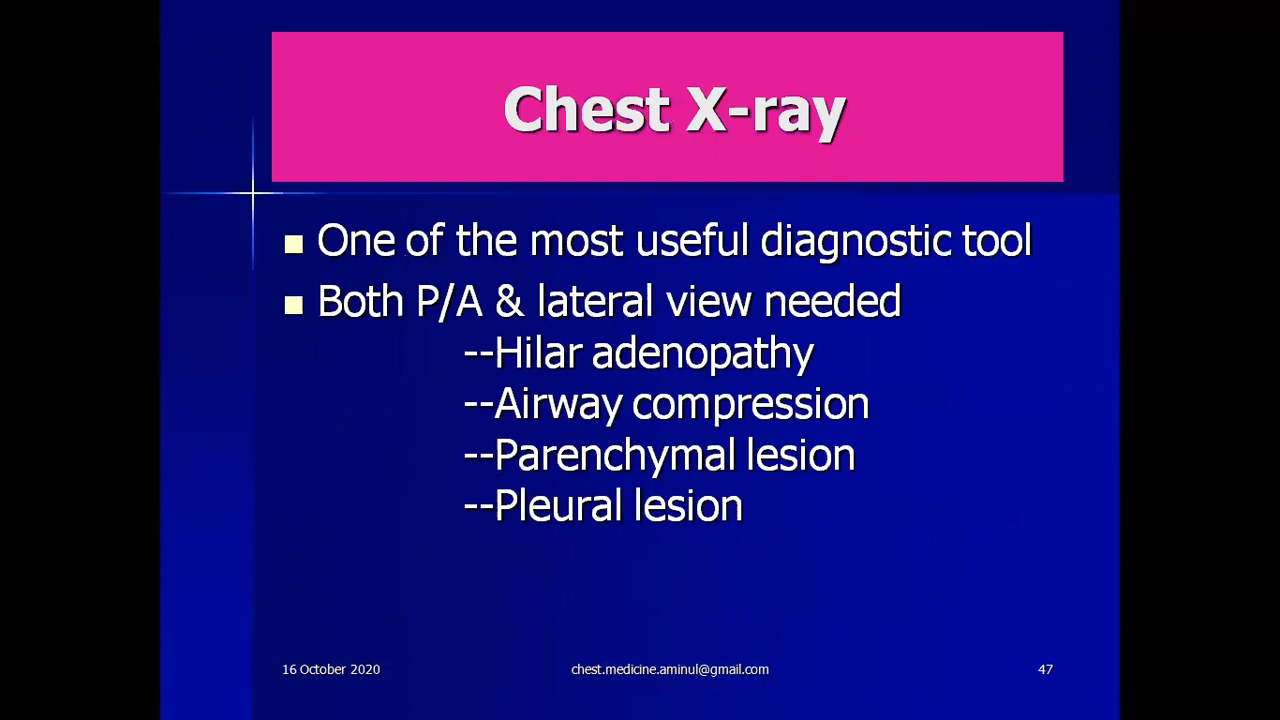 Chest X-ray
One of the most useful diagnostic tool
Both P/A & lateral view needed
--Hilar adenopathy
--Airway compression
--Parenchymal lesion
--Pleural lesion
16 October 2020
chest.medicine.aminul@gmail.com
47